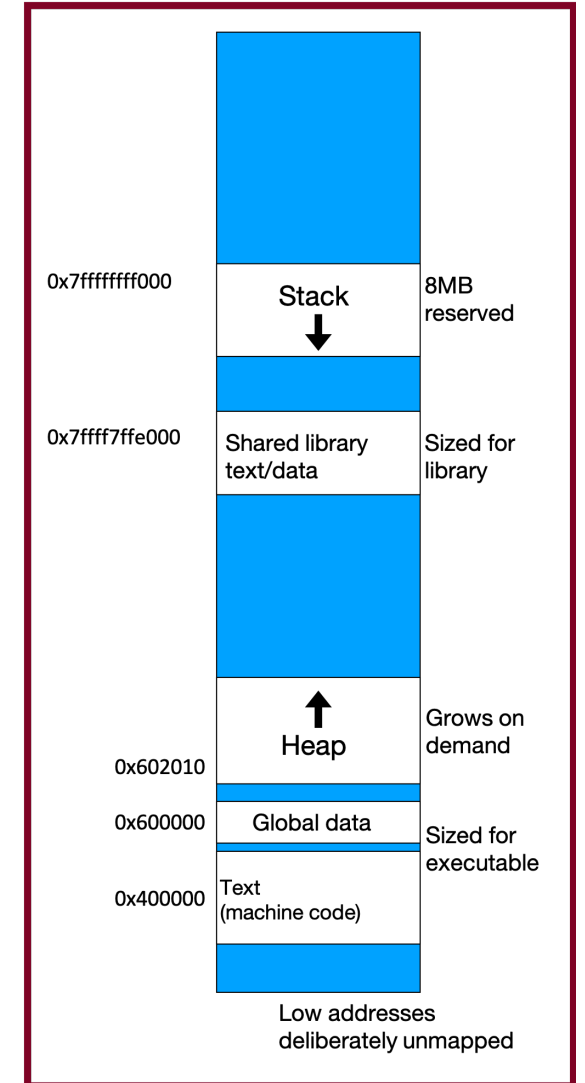 0x7ffffffff000
Stack
8MB
reserved
0x7ffff7ffe000
Shared library
text/data
Sized for
library
Grows on
demand
Heap
0x602010
0x600000
Global data
Sized for
executable
0x400000
Text
(machine code)
Low addresses
deliberately unmapped